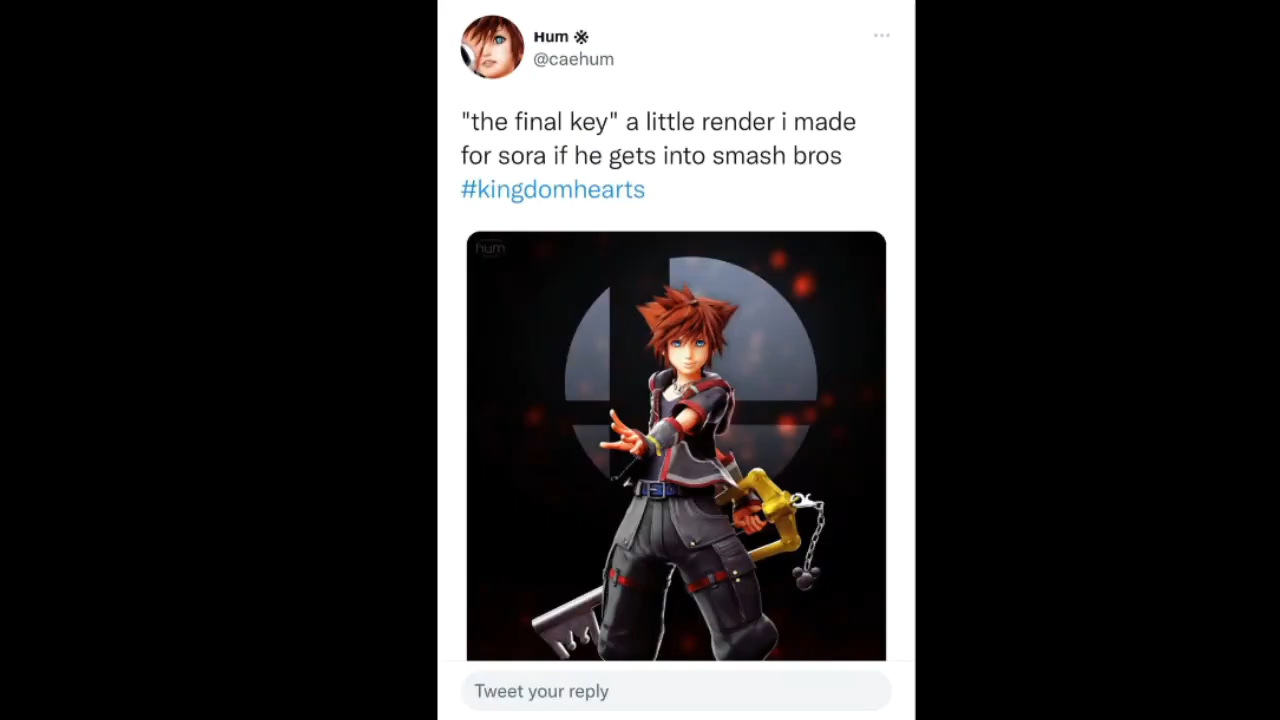 Hum ※
@caehum
"the final key" a little render i made
for sora if he gets into smash bros
#kingdomhearts
hum
Tweet your reply